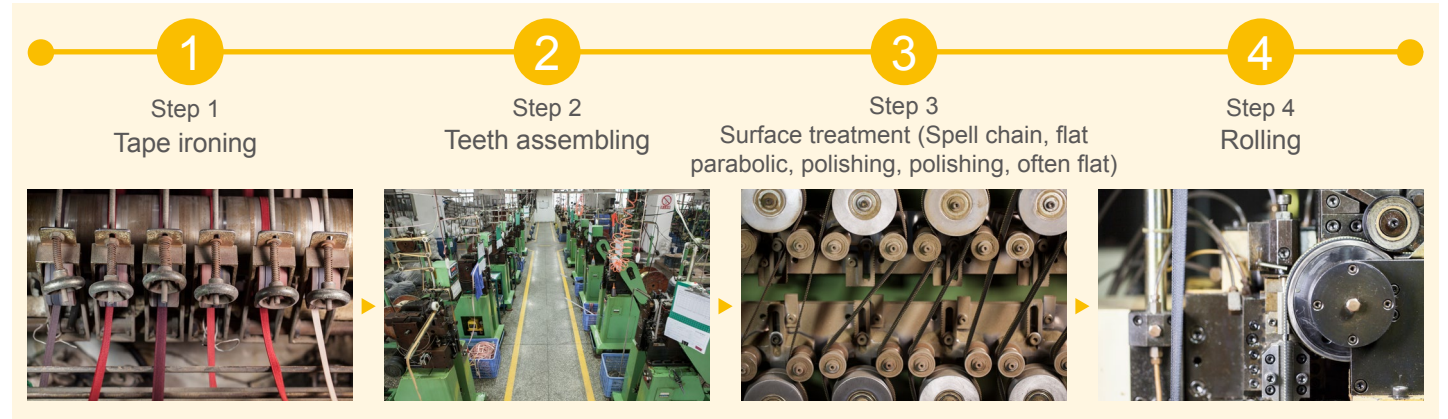 1
2
3
4
Step 1
Tape ironing
Step 2
Teeth assembling
Step 3
Surface treatment (Spell chain, flat
parabolic, polishing, polishing, often flat)
Step 4
Rolling